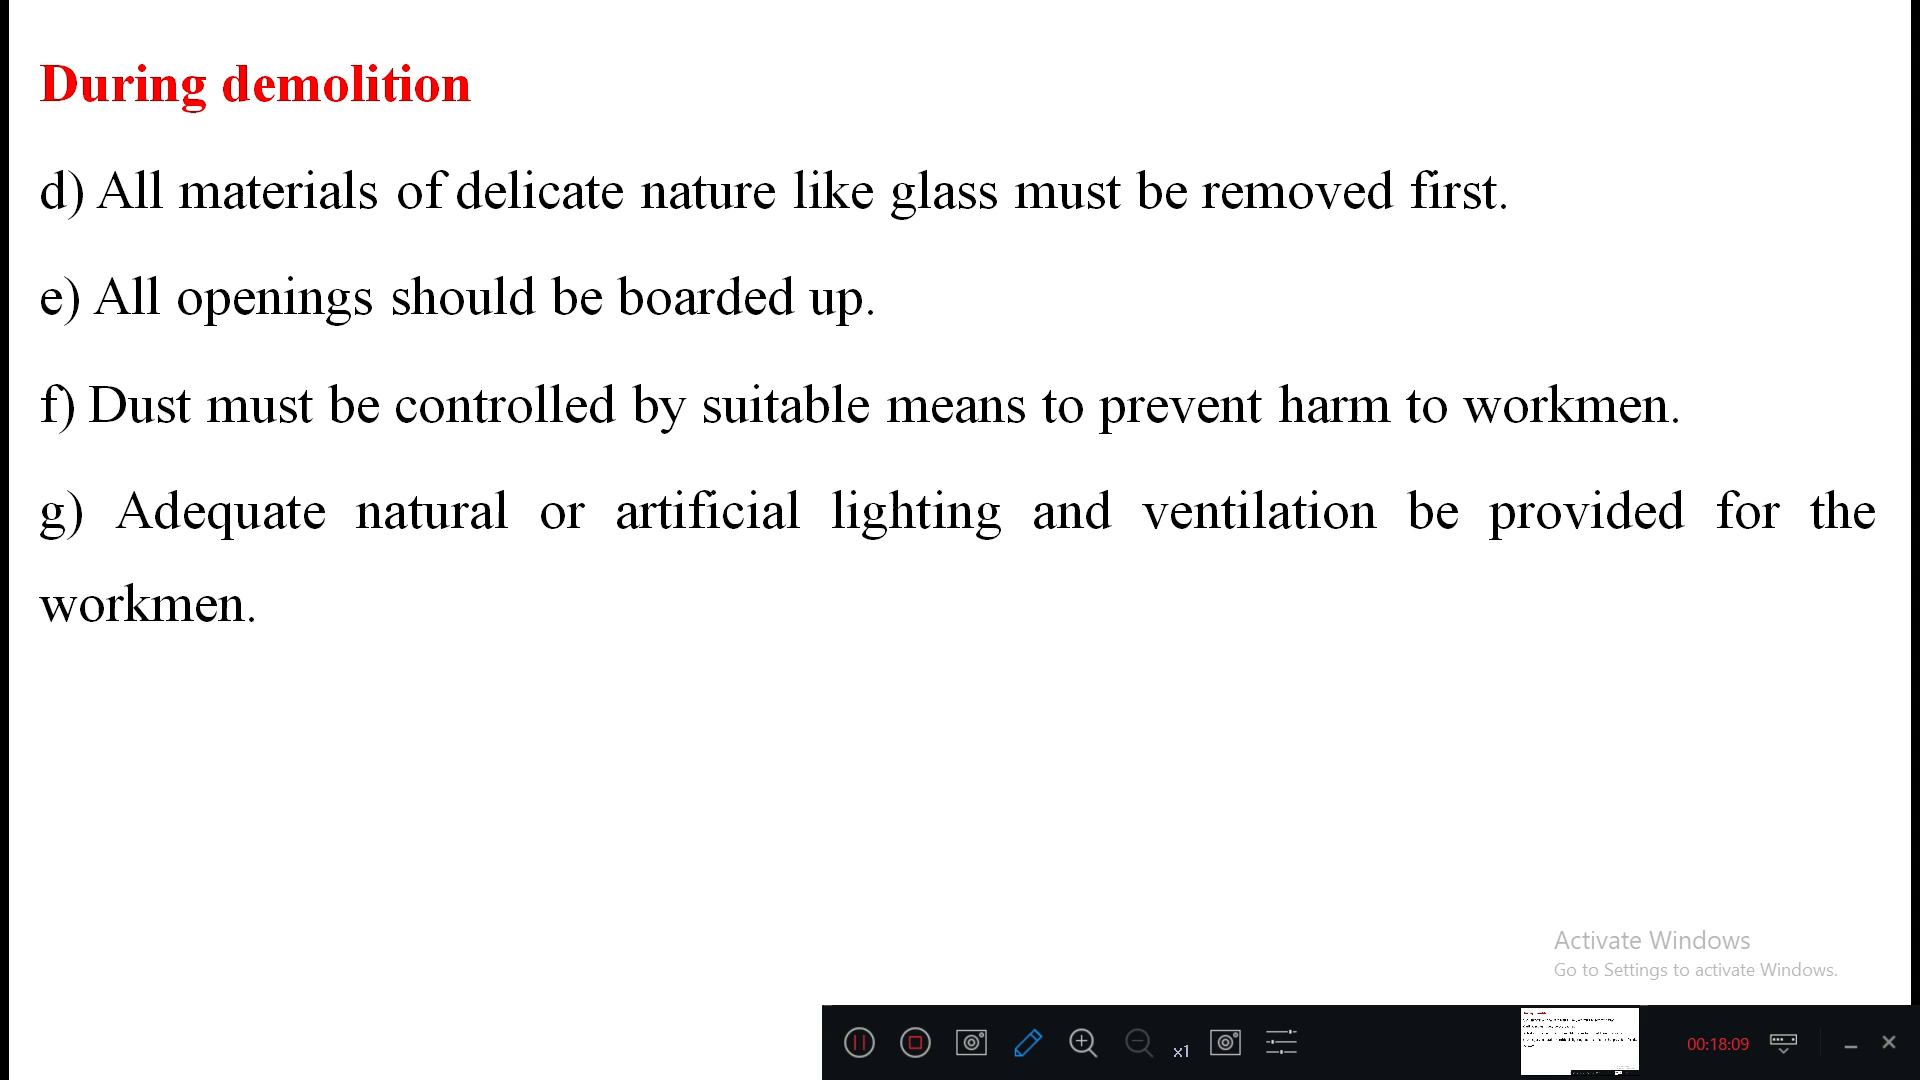 During demolition
d) All materials of delicate nature like glass must be removed first.
e) All openings should be boarded up.
f) Dust must be controlled by suitable means to prevent harm to workmen.
g) Adequate natural or artificial lighting and ventilation be provided for the
workmen.
Activate Windows
Go to Settings to activate Windows.
x1
00:18:09